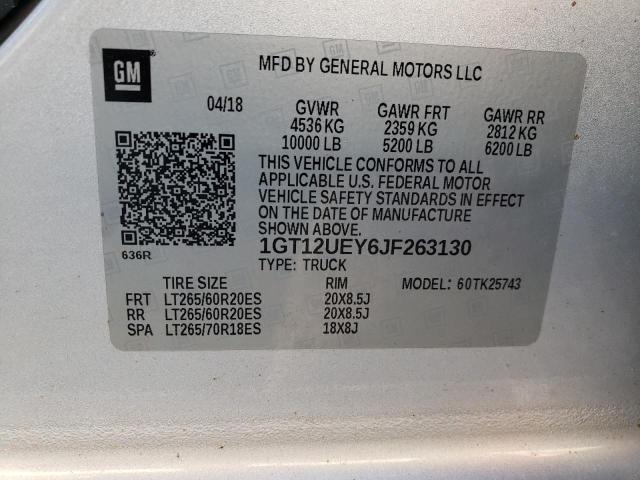 GM
MFD BY GENERAL MOTORS LLC
04/18 GVWR GAWR FRT GAWR RR
4536 KG 2359 KG 2812 KG
10000 LB 5200 LB 6200 LB
THIS VEHICLE CONFORMS TO ALL
APPLICABLE U.S. FEDERAL MOTOR
VEHICLE SAFETY STANDARDS IN EFFECT
ON THE DATE OF MANUFACTURE
SHOWN ABOVE.
636R
1GT12UEY6JF263130
TYPE: TRUCK
TIRE SIZE RIM MODEL: 60TK25743
FRT LT265/60R20ES 20X8.5J
RR LT265/60R20ES 20X8.5J
SPA LT265/70R18ES 18X8J